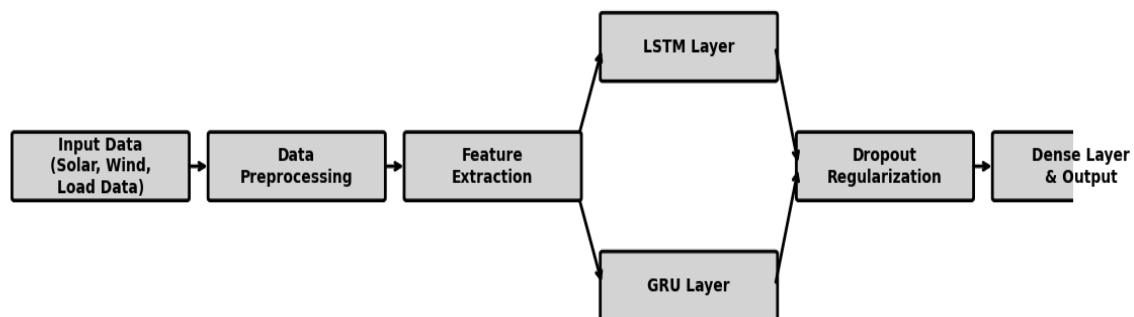 LSTM Layer
Input Data
(Solar, Wind,
Load Data)
Data
Preprocessing
Feature
Extraction
Dropout
Regularization
Dense Layer
& Output
GRU Layer